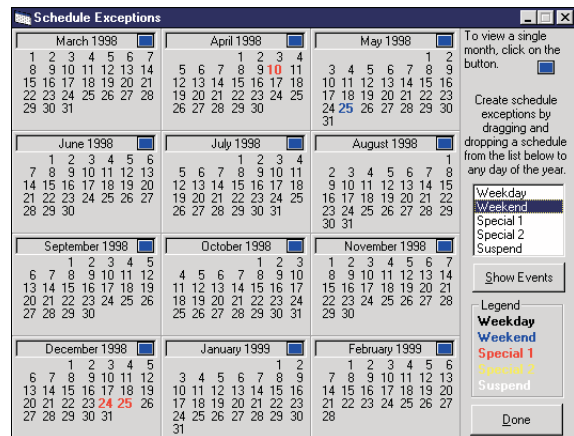 Schedule Exceptions
March 1998
1 2 3 4 5 6 7
8 9 10 11 12 13 14
15 16 17 18 19 20 21
22 23 24 25 26 27 28
29 30 31
April 1998
1 2 3 4
5 6 7 8 9 10 11
12 13 14 15 16 17 18
19 20 21 22 23 24 25
26 27 28 29 30
May 1998
1 2
3 4 5 6 7 8 9
10 11 12 13 14 15 16
17 18 19 20 21 22 23
24 25 26 27 28 29 30
31
To view a single
month, click on the
button.
June 1998
1 2 3 4 5 6
7 8 9 10 11 12 13
14 15 16 17 18 19 20
21 22 23 24 25 26 27
28 29 30
July 1998
1 2 3 4
5 6 7 8 9 10 11
12 13 14 15 16 17 18
19 20 21 22 23 24 25
26 27 28 29 30 31
August 1998
1
2 3 4 5 6 7 8
9 10 11 12 13 14 15
16 17 18 19 20 21 22
23 24 25 26 27 28 29
30 31
Create schedule
exceptions by
dragging and
dropping a schedule
from the list below to
any day of the year.
Weekday
Weekend
Special 1
Special 2
Suspend
Show Events
September 1998
1 2 3 4 5
6 7 8 9 10 11 12
13 14 15 16 17 18 19
20 21 22 23 24 25 26
27 28 29 30
October 1998
1 2 3
4 5 6 7 8 9 10
11 12 13 14 15 16 17
18 19 20 21 22 23 24
25 26 27 28 29 30 31
November 1998
1 2 3 4 5 6 7
8 9 10 11 12 13 14
15 16 17 18 19 20 21
22 23 24 25 26 27 28
29 30
Legend
Weekday
Weekend
Special 1
Special 2
Suspend
December 1998
1 2 3 4 5
6 7 8 9 10 11 12
13 14 15 16 17 18 19
20 21 22 23 24 25 26
27 28 29 30 31
January 1999
1 2
3 4 5 6 7 8 9
10 11 12 13 14 15 16
17 18 19 20 21 22 23
24 25 26 27 28 29 30
31
February 1999
1 2 3 4 5 6
7 8 9 10 11 12 13
14 15 16 17 18 19 20
21 22 23 24 25 26 27
28
Done